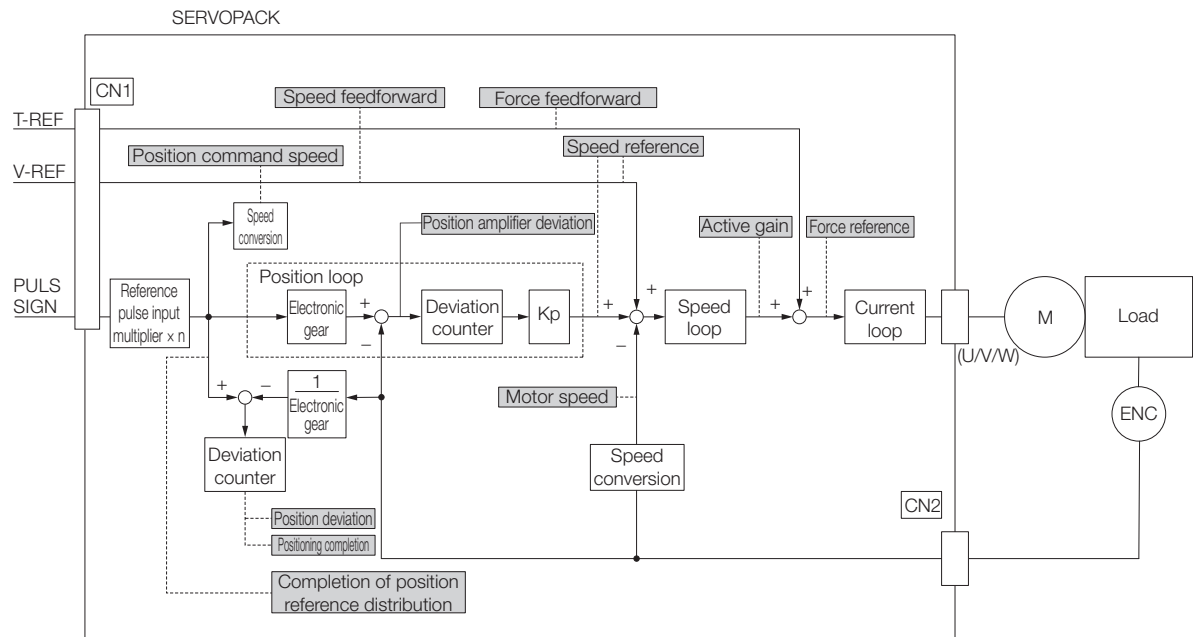 SERVOPACK
CN1
Speed feedforward
Force feedforward
T-REF
Position command speed
Speed reference
V-REF
Speed
conversion
Position amplifier deviation
Active gain
Force reference
PULS
SIGN
Reference
pulse input
multiplier × n
Position loop
Electronic
gear
+
−
Deviation
counter
Kp
+
+
−
Speed
loop
+
+
Current
loop
(U/V/W)
M
Load
+
−
1
Electronic
gear
Motor speed
ENC
Deviation
counter
Speed
conversion
CN2
Position deviation
Positioning completion
Completion of position
reference distribution